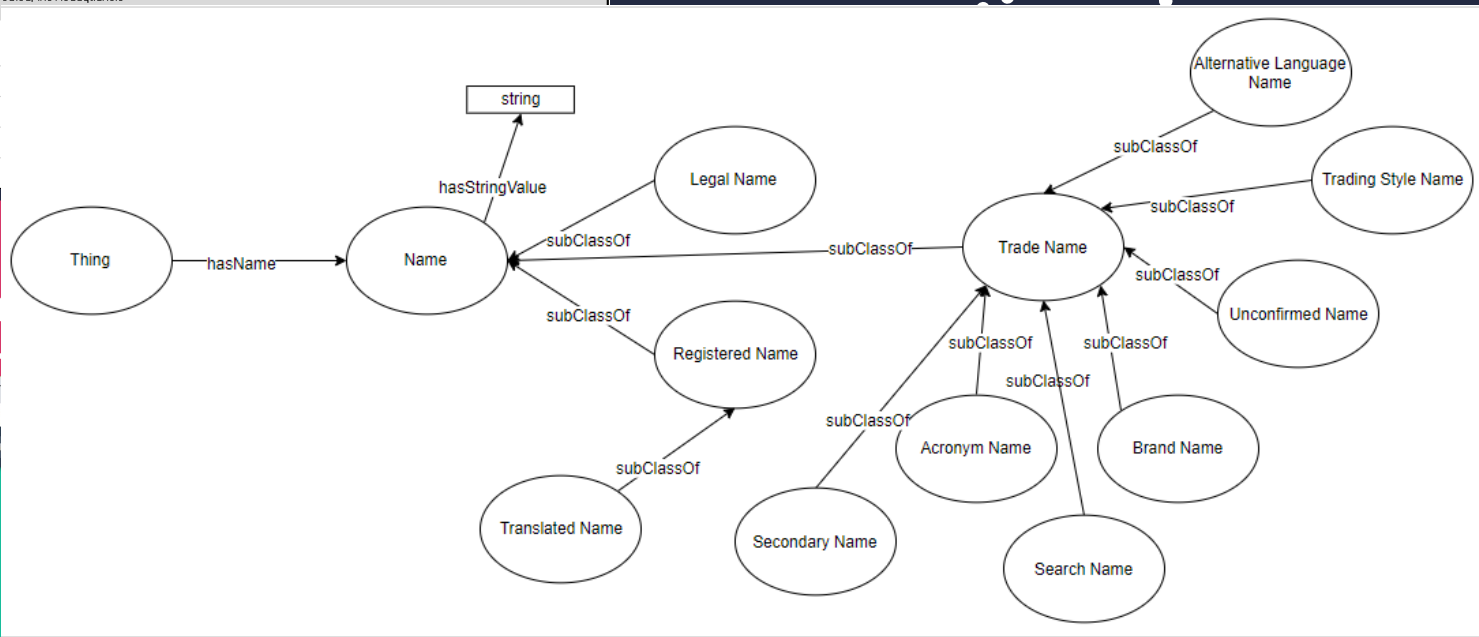 string
Alternative Language
Name
subClassOf
hasStringValue
Legal Name
Trading Style Name
subClassOf
subClassOf
Thing
hasName
Name
subClassOf
Trade Name
subClassOf
subClassOf
Registered Name
Unconfirmed Name
subClassOf
subClassOf
subClassOf
subClassOf
Acronym Name
Brand Name
subClassOf
Translated Name
Secondary Name
Search Name